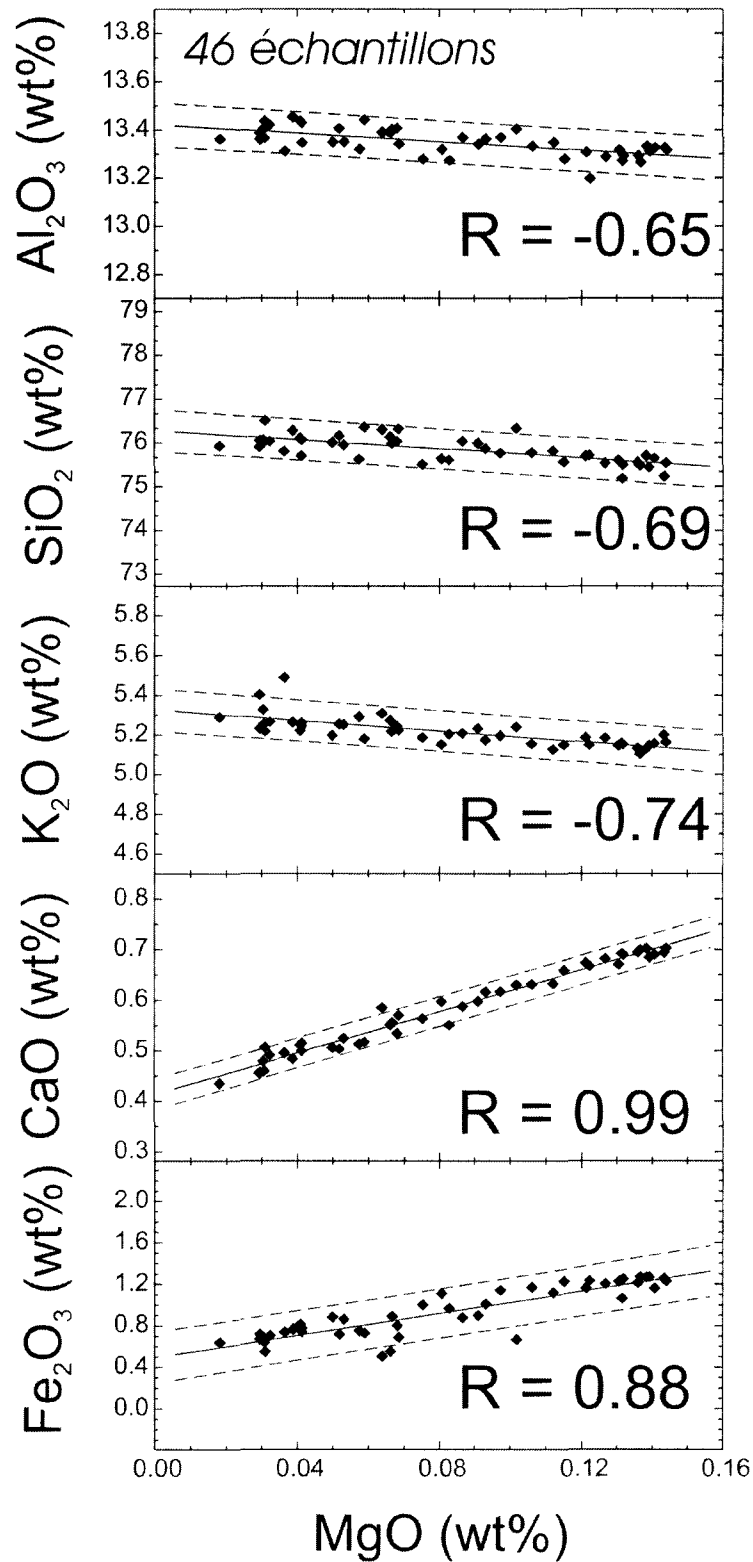 46 échantillons
Al₂O₃ (wt%)
13.8
13.6
13.4
13.2
13.0
12.8
R = -0.65
SiO₂ (wt%)
79
78
77
76
75
74
73
R = -0.69
K₂O (wt%)
5.8
5.6
5.4
5.2
5.0
4.8
4.6
R = -0.74
CaO (wt%)
0.8
0.7
0.6
0.5
0.4
0.3
R = 0.99
Fe₂O₃ (wt%)
2.0
1.6
1.2
0.8
0.4
0.0
R = 0.88
0.00 0.04 0.08 0.12 0.16
MgO (wt%)